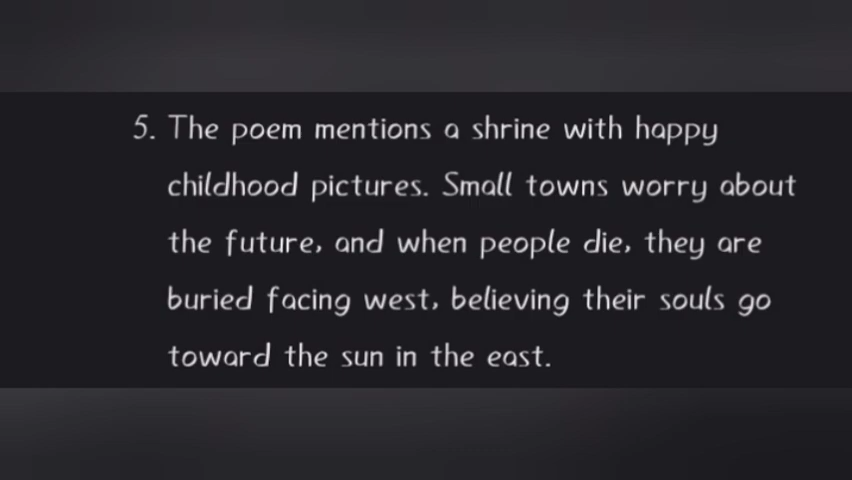 5. The poem mentions a shrine with happy
childhood pictures. Small towns worry about
the future, and when people die, they are
buried facing west, believing their souls go
toward the sun in the east.